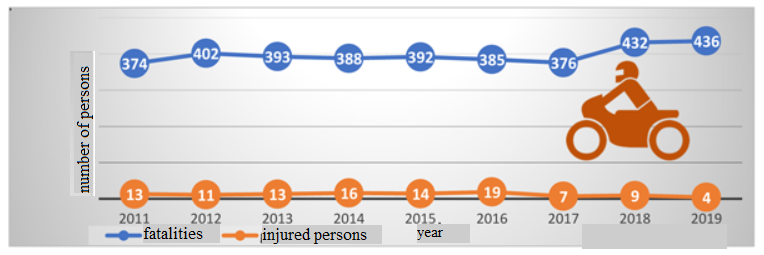 374 402 393 388 392 385 376 432 436
number of persons
13 11 13 16 14 19 7 9 4
2011 2012 2013 2014 2015. 2016 2017 2018 2019
fatalities injured persons year